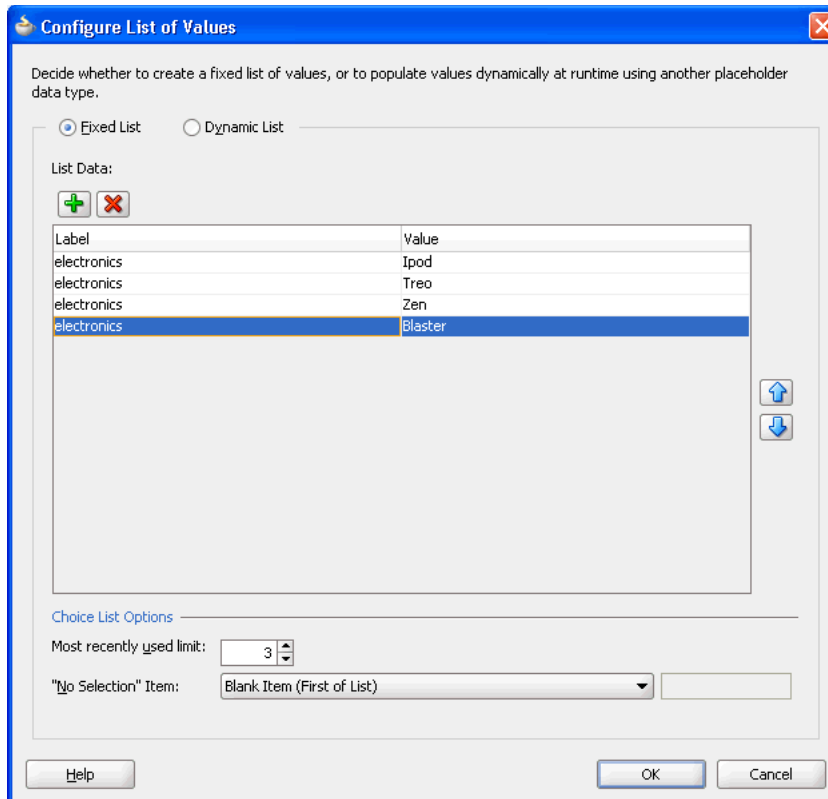 Configure List of Values
Decide whether to create a fixed list of values, or to populate values dynamically at runtime using another placeholder
data type.
Fixed List Dynamic List
List Data:
Label Value
electronics Ipod
electronics Treo
electronics Zen
electronics Blaster
Choice List Options
Most recently used limit: 3
"No Selection" Item: Blank Item (First of List)
Help OK Cancel